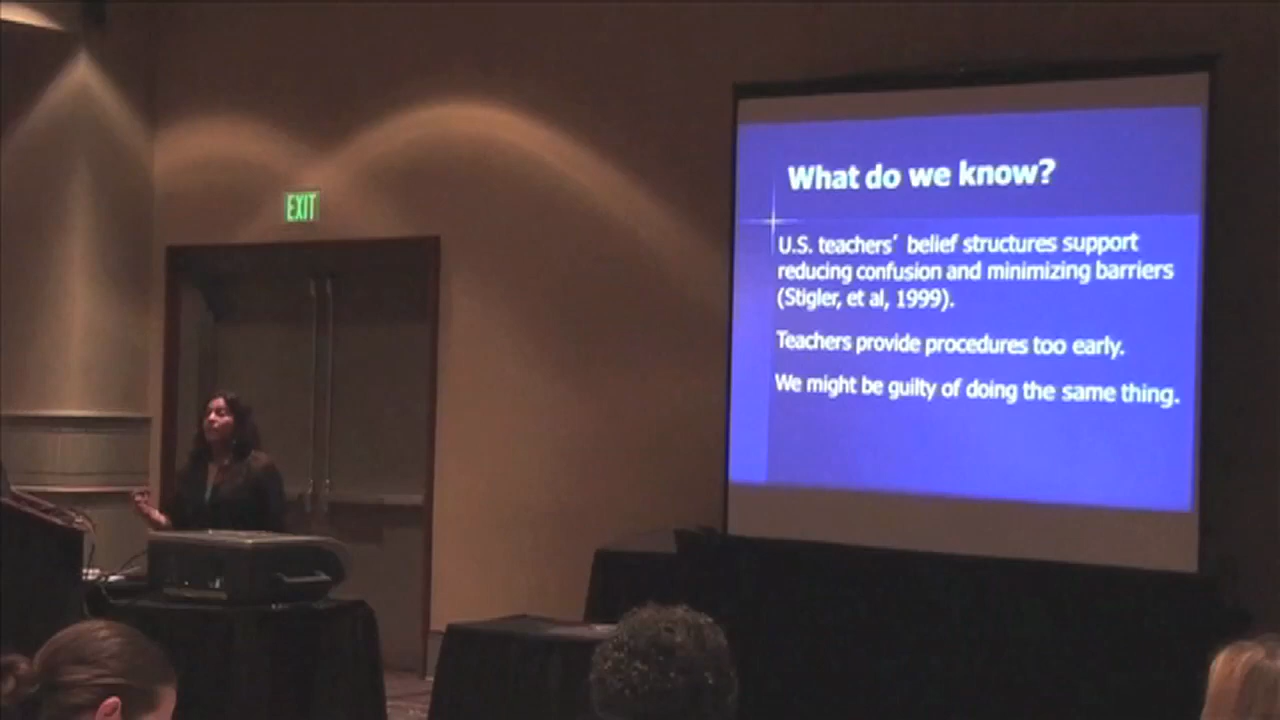 EXIT
What do we know?
U.S. teachers' belief structures support
reducing confusion and minimizing barriers
(Stigler, et al, 1999).
Teachers provide procedures too early.
We might be guilty of doing the same thing.